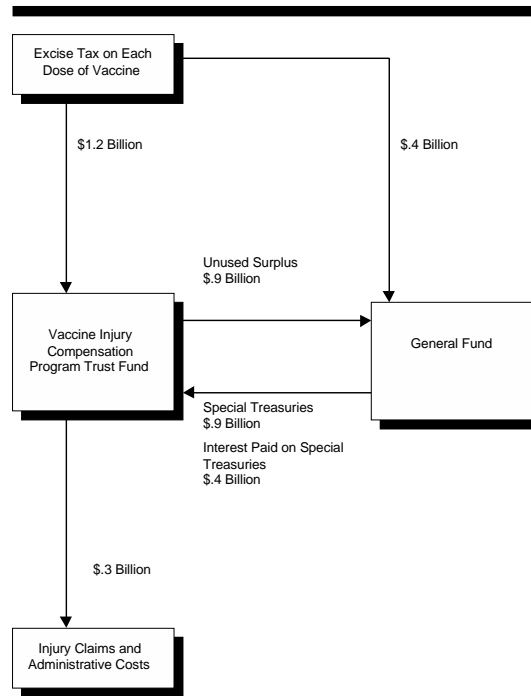 Excise Tax on Each
Dose of Vaccine
$1.2 Billion
$.4 Billion
Unused Surplus
$.9 Billion
Vaccine Injury
Compensation
Program Trust Fund
General Fund
Special Treasuries
$.9 Billion
Interest Paid on Special
Treasuries
$.4 Billion
$.3 Billion
Injury Claims and
Administrative Costs